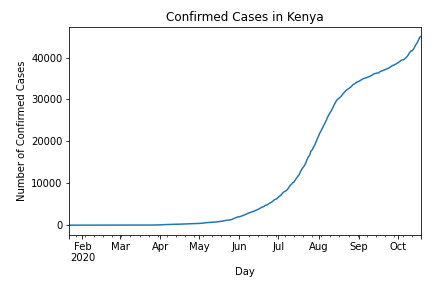 Confirmed Cases in Kenya
Number of Confirmed Cases
40000
30000
20000
10000
0
Feb Mar Apr May Jun Jul Aug Sep Oct
2020
Day